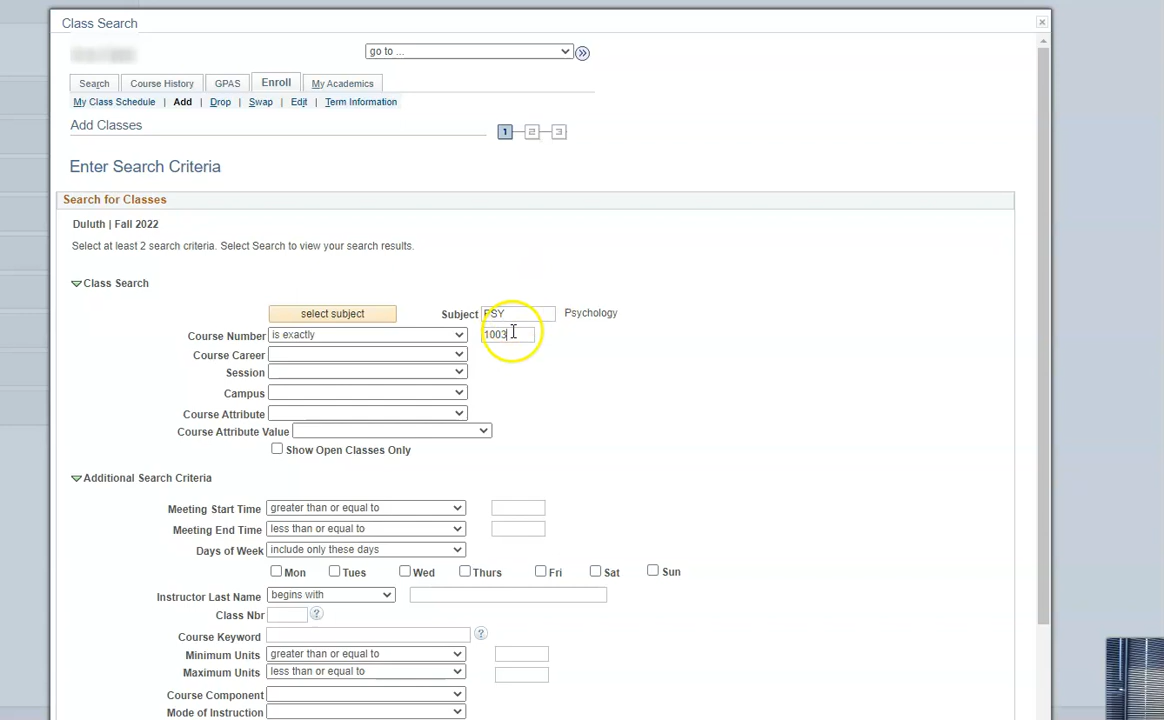 Class Search
go to ...
Search
Course History
GPAS
Enroll
My Academics
My Class Schedule | Add | Drop | Swap | Edit | Term Information
Add Classes
1 2 3
Enter Search Criteria
Search for Classes
Duluth | Fall 2022
Select at least 2 search criteria. Select Search to view your search results.
Class Search
select subject Subject PSY Psychology
Course Number is exactly 1003
Course Career
Session
Campus
Course Attribute
Course Attribute Value
Show Open Classes Only
Additional Search Criteria
Meeting Start Time greater than or equal to
Meeting End Time less than or equal to
Days of Week include only these days
Mon Tues Wed Thurs Fri Sat Sun
Instructor Last Name begins with
Class Nbr ?
Course Keyword ?
Minimum Units greater than or equal to
Maximum Units less than or equal to
Course Component
Mode of Instruction